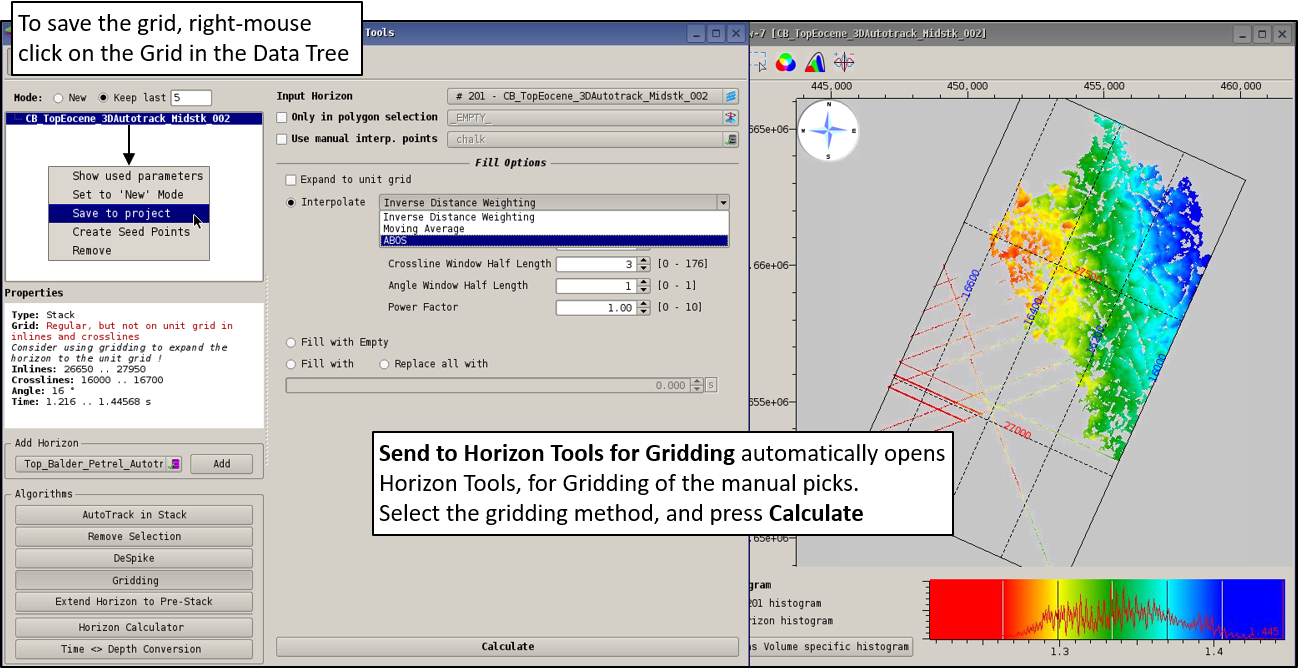 To save the grid, right-mouse
click on the Grid in the Data Tree
Tools
-7 [CB_TopEocene_3DAutotrack_Midstk_002]
Mode: New Keep last 5
CB_TopEocene_3DAutotrack_Midstk_002
Show used parameters
Set to 'New' Mode
Save to project
Create Seed Points
Remove
Properties
Type: Stack
Grid: Regular, but not on unit grid in
inlines and crosslines
Consider using gridding to expand the
horizon to the unit grid !
Inlines: 26650 .. 27950
Crosslines: 16000 .. 16700
Angle: 16 °
Time: 1.216 .. 1.44568 s
Add Horizon
Top_Balder_Petrel_Autotr
Add
Algorithms
AutoTrack in Stack
Remove Selection
DeSpike
Gridding
Extend Horizon to Pre-Stack
Horizon Calculator
Time <> Depth Conversion
Input Horizon # 201 - CB_TopEocene_3DAutotrack_Midstk_002
Only in polygon selection _EMPTY_
Use manual interp. points chalk
Fill Options
Expand to unit grid
Interpolate Inverse Distance Weighting
Inverse Distance Weighting
Moving Average
ABOS
Crossline Window Half Length 3 [0 - 176]
Angle Window Half Length 1 [0 - 1]
Power Factor 1.00 [0 - 10]
Fill with Empty
Fill with Replace all with
0.000 s
Send to Horizon Tools for Gridding automatically opens
Horizon Tools, for Gridding of the manual picks.
Select the gridding method, and press Calculate
Calculate
445.000 450.000 455.000 460.000
N
W E
S
665e+06
.66e+06
655e+06
.65e+06
16600
16400
16200
16000
27500
27000
gram
201 histogram
rizon histogram
as Volume specific histogram
1.445
1.3 1.4